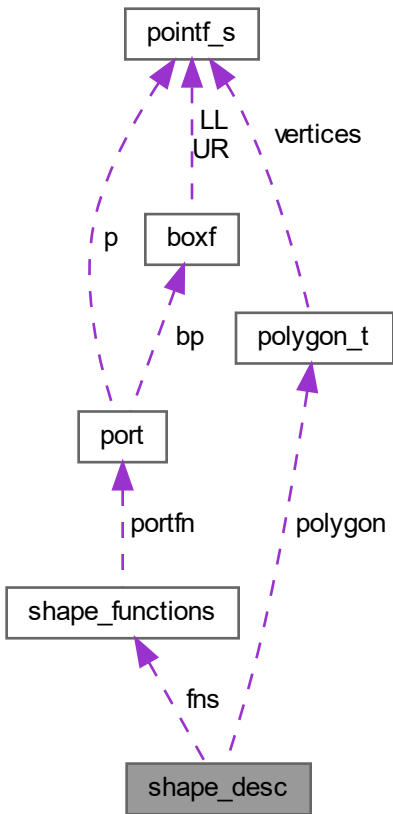 pointf_s
LL
UR
vertices
p
boxf
bp
polygon_t
port
portfn
polygon
shape_functions
fns
shape_desc